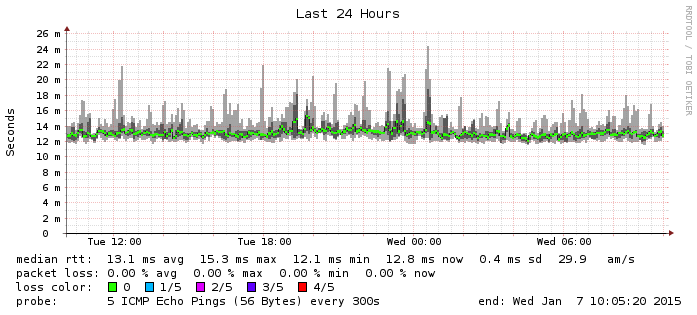 Last 24 Hours
RRDTOOL / TOBI OETIKER
Seconds
26 m
24 m
22 m
20 m
18 m
16 m
14 m
12 m
10 m
8 m
6 m
4 m
2 m
0
Tue 12:00 Tue 18:00 Wed 00:00 Wed 06:00
median rtt: 13.1 ms avg 15.3 ms max 12.1 ms min 12.8 ms now 0.4 ms sd 29.9 am/s
packet loss: 0.00 % avg 0.00 % max 0.00 % min 0.00 % now
loss color: 0 1/5 2/5 3/5 4/5
probe: 5 ICMP Echo Pings (56 Bytes) every 300s end: Wed Jan 7 10:05:20 2015